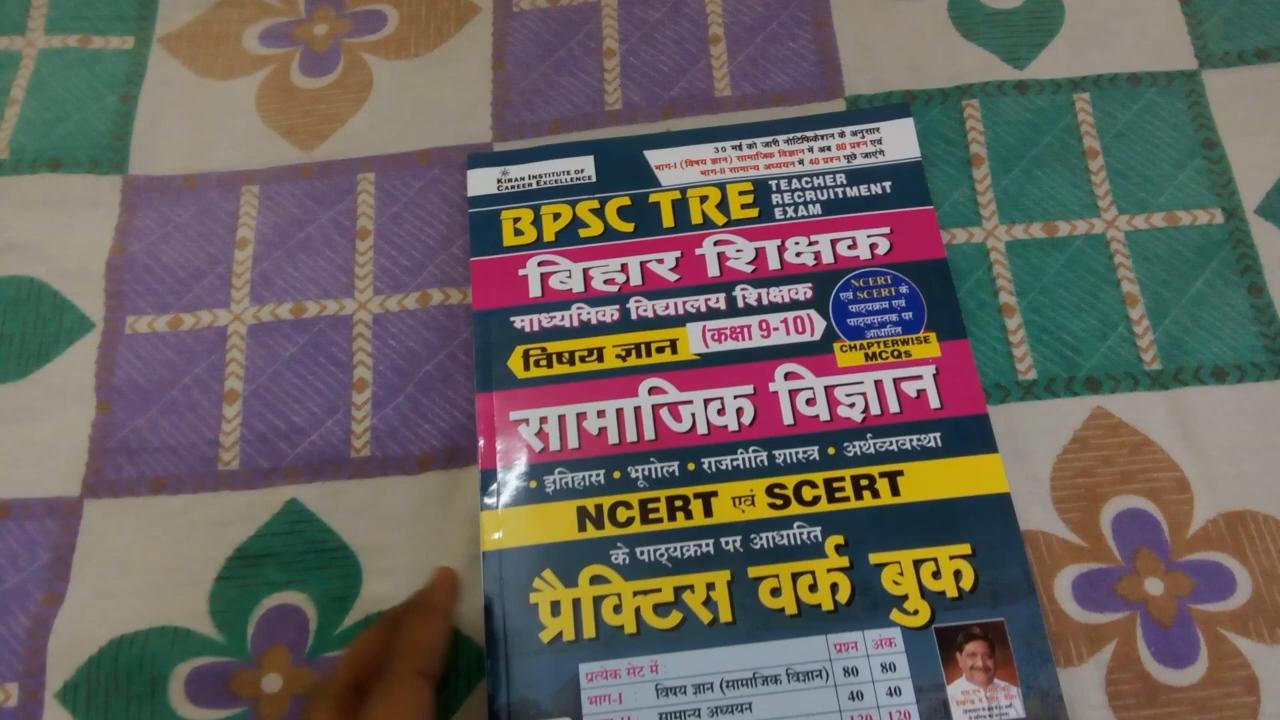 30 मई को जारी नोटिफिकेशन के अनुसार
भाग-I (विषय ज्ञान) सामाजिक विज्ञान में अब 80 प्रश्न एवं
भाग-II सामान्य अध्ययन में 40 प्रश्न पूछे जाएंगे
KIRAN INSTITUTE OF
CAREER EXCELLENCE
BPSC TRE
TEACHER
RECRUITMENT
EXAM
बिहार शिक्षक
माध्यमिक विद्यालय शिक्षक
विषय ज्ञान (कक्षा 9-10)
NCERT
एवं SCERT के
पाठ्यक्रम एवं
पाठ्यपुस्तक पर
आधारित
CHAPTERWISE
MCQs
सामाजिक विज्ञान
• इतिहास • भूगोल • राजनीति शास्त्र • अर्थव्यवस्था
NCERT एवं SCERT
के पाठ्यक्रम पर आधारित
प्रैक्टिस वर्क बुक
प्रत्येक सेट में : प्रश्न अंक
भाग-I : विषय ज्ञान (सामाजिक विज्ञान) 80 80
सामान्य अध्ययन 40 40
120 120